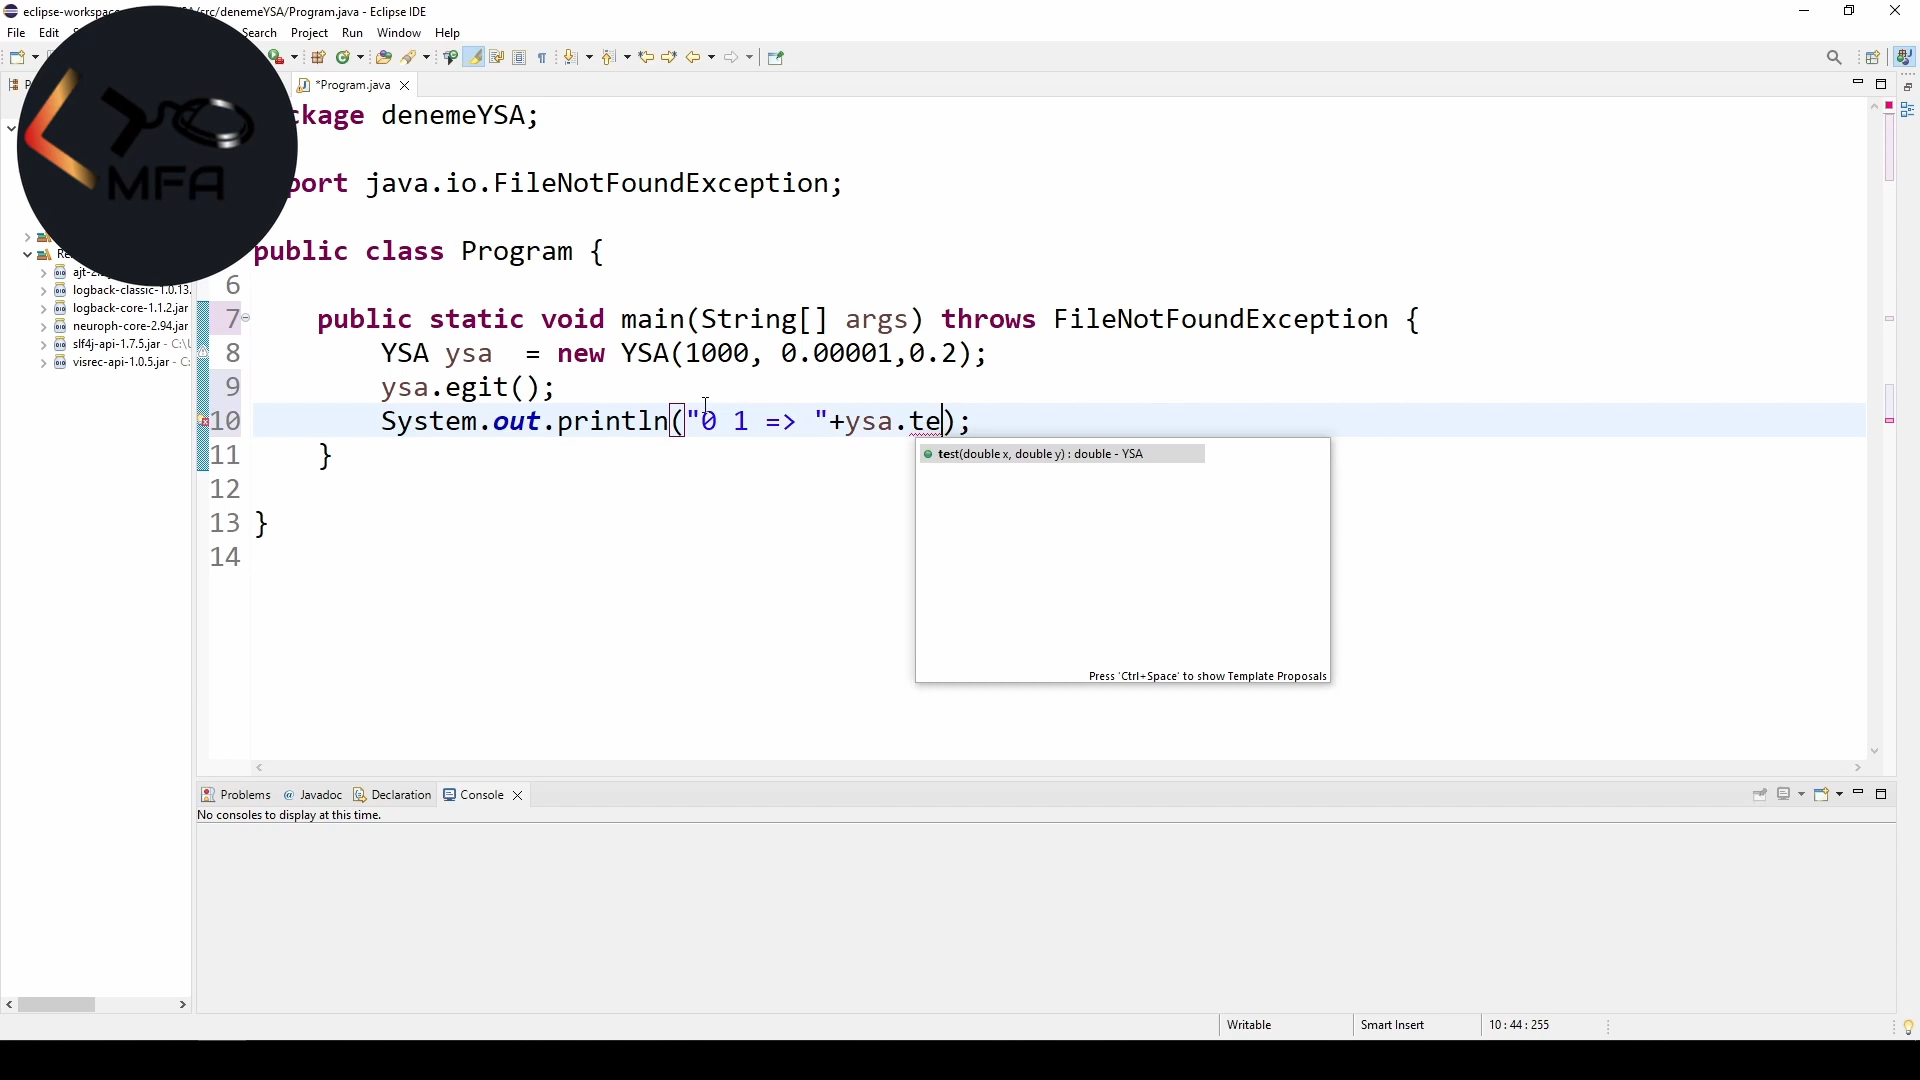 eclipse-workspace
/src/denemeYSA/Program.java - Eclipse IDE
File Edit
Search Project Run Window Help
*Program.java
MFA
ckage denemeYSA;
port java.io.FileNotFoundException;
public class Program {
6
7 public static void main(String[] args) throws FileNotFoundException {
8 YSA ysa = new YSA(1000, 0.00001,0.2);
9 ysa.egit();
10 System.out.println("0 1 => "+ysa.te);
11 }
12
13 }
14
logback-classic-1.0.13.
logback-core-1.1.2.jar
neuroph-core-2.94.jar
slf4j-api-1.7.5.jar - C:\U
visrec-api-1.0.5.jar - C:
test(double x, double y) : double - YSA
Press 'Ctrl+Space' to show Template Proposals
Problems Javadoc Declaration Console
No consoles to display at this time.
Writable Smart Insert 10 : 44 : 255